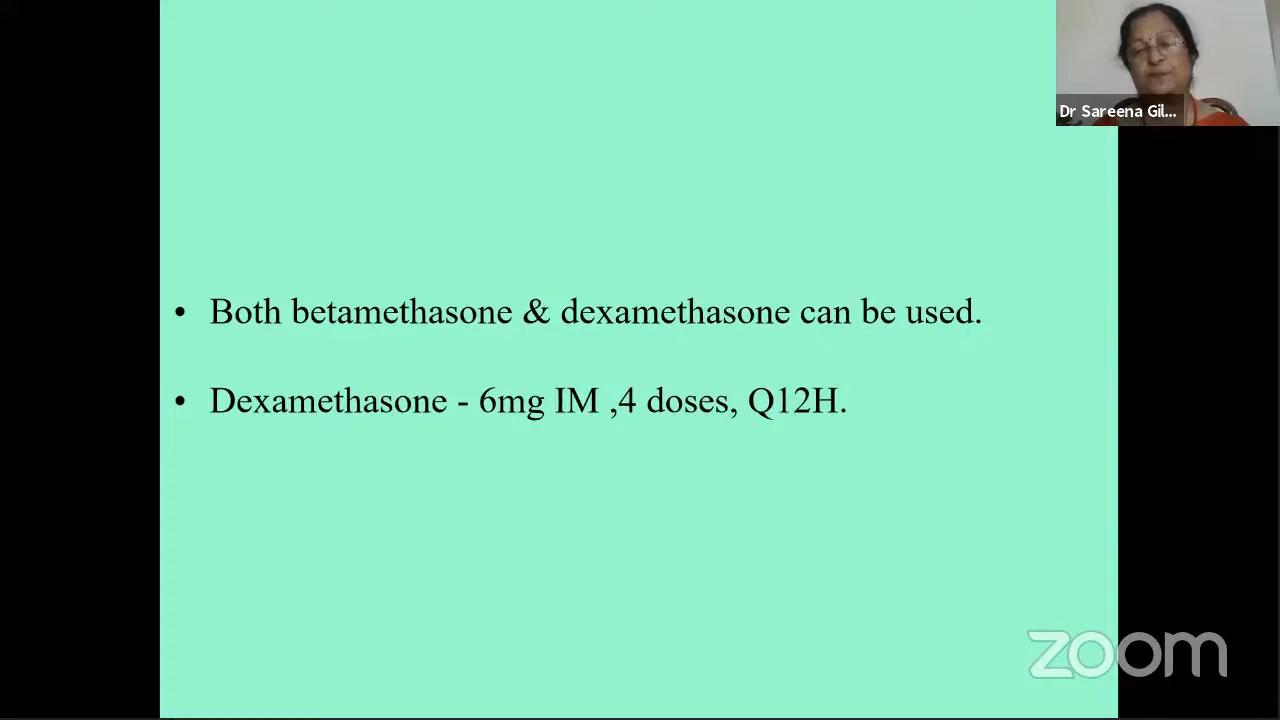 Dr Sareena Gil...
• Both betamethasone & dexamethasone can be used.
• Dexamethasone - 6mg IM ,4 doses, Q12H.
zoom